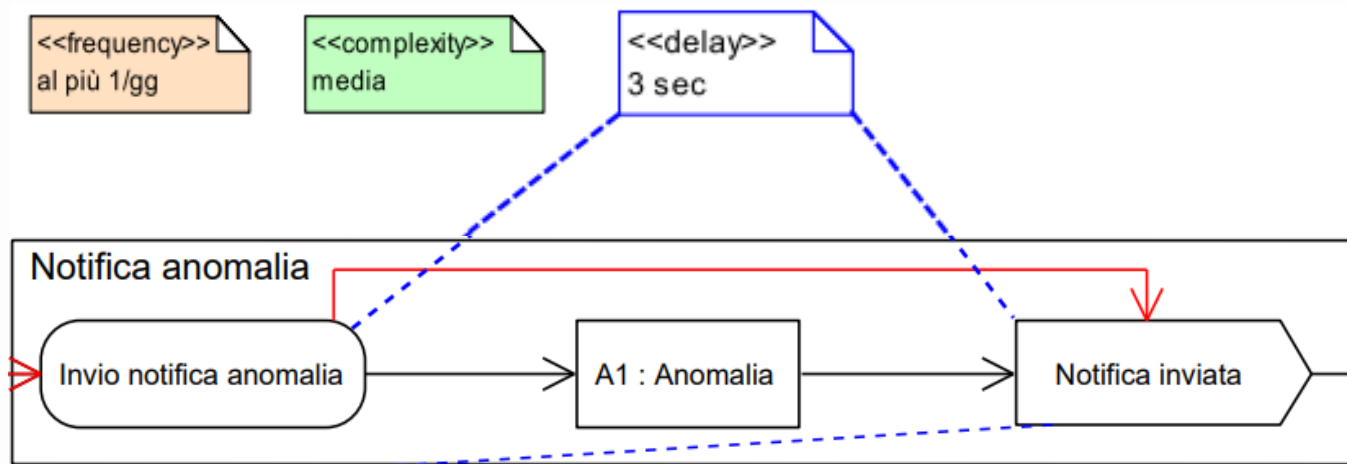 <<frequency>>
al più 1/gg
<<complexity>>
media
<<delay>>
3 sec
Notifica anomalia
Invio notifica anomalia
A1 : Anomalia
Notifica inviata